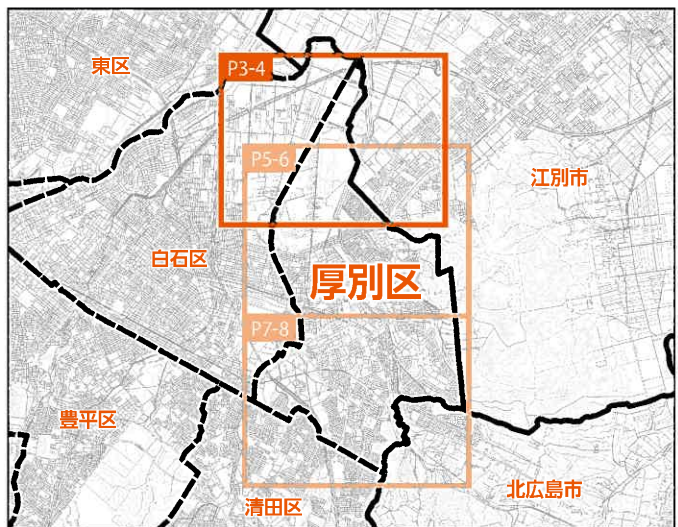 東区
P3-4
P5-6
江別市
白石区
厚別区
P7-8
豊平区
清田区
北広島市